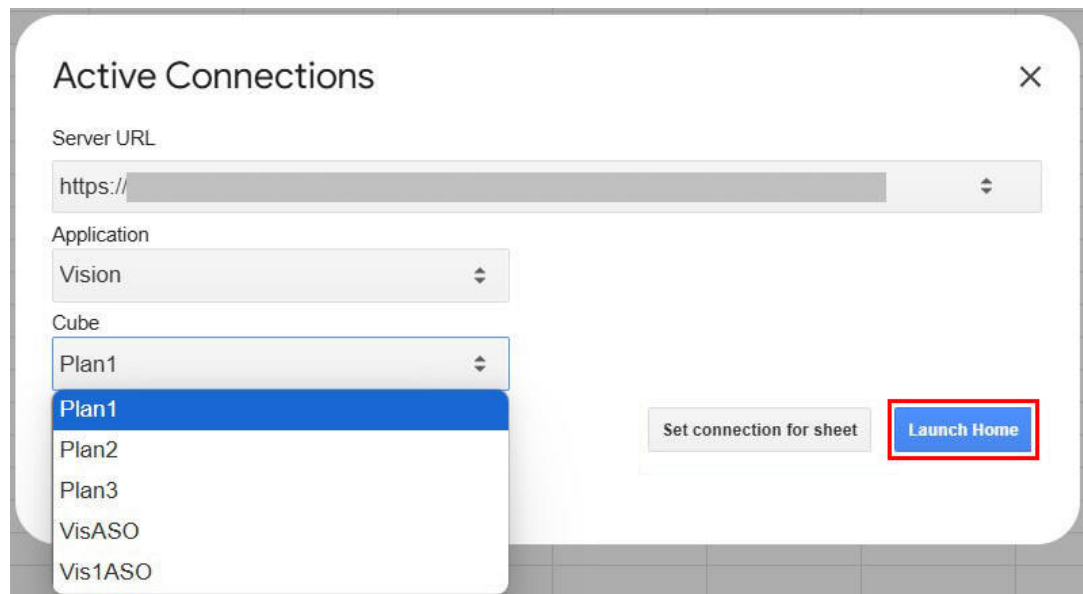 Active Connections
Server URL
https://
Application
Vision
Cube
Plan1
Plan1
Plan2
Plan3
VisASO
Vis1ASO
Set connection for sheet
Launch Home